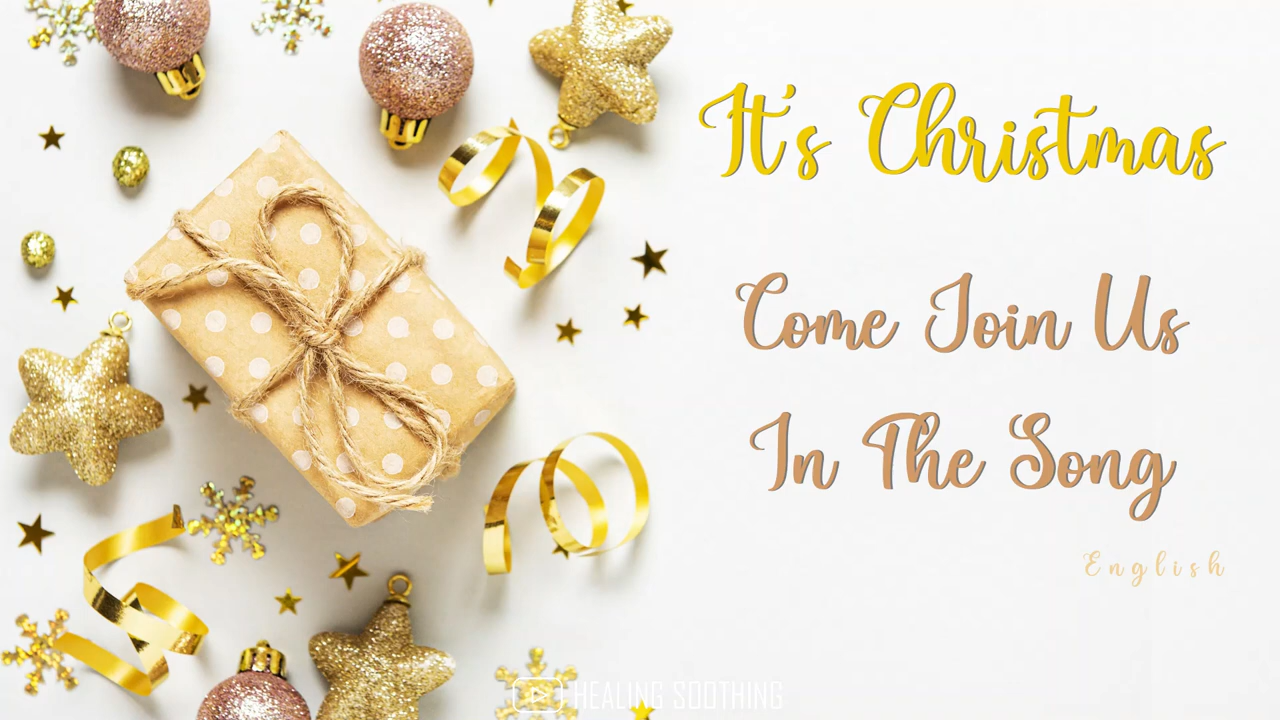 It's Christmas
Come Join Us
In The Song
English
HEALING SOOTHING